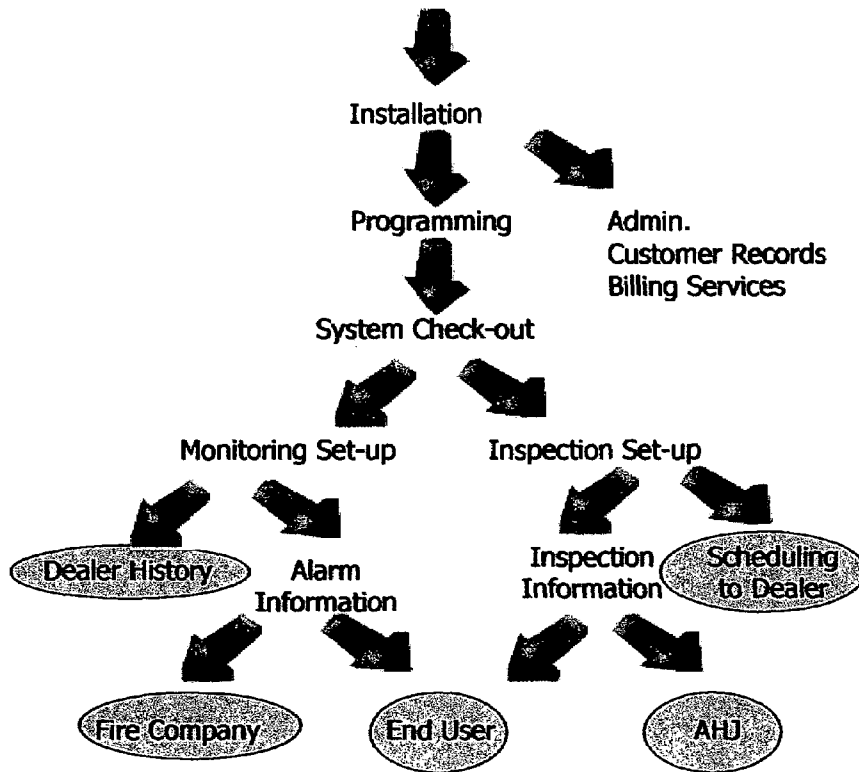 Installation
Programming
Admin.
Customer Records
Billing Services
System Check-out
Monitoring Set-up
Inspection Set-up
Dealer History
Alarm
Information
Inspection
Information
Scheduling
to Dealer
Fire Company
End User
AHJ